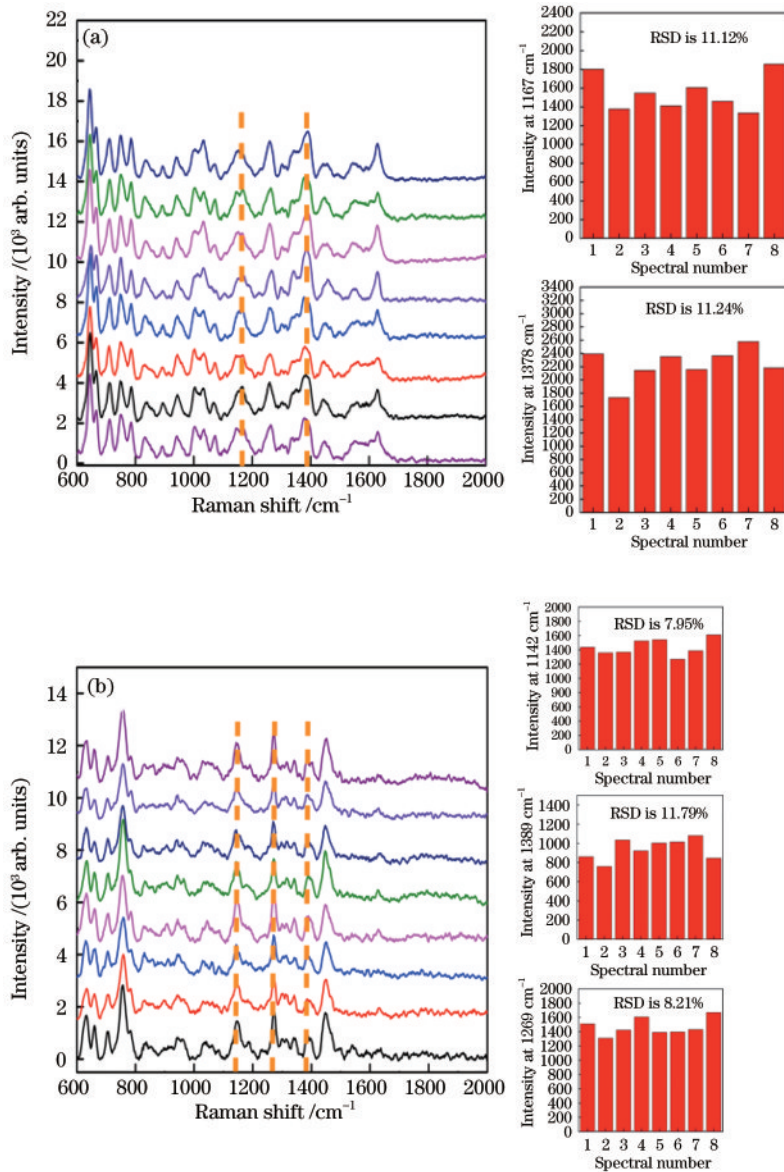 (a)
22
20
18
16
14
12
10
8
6
4
2
0
Intensity /(10³ arb. units)
600 800 1000 1200 1400 1600 2000
Raman shift /cm⁻¹
RSD is 11.12%
2400
2200
2000
1800
1600
1400
1200
1000
800
600
400
200
0
Intensity at 1167 cm⁻¹
1 2 3 4 5 6 7 8
Spectral number
RSD is 11.24%
3400
3200
3000
2800
2600
2400
2200
2000
1800
1600
1400
1200
1000
800
600
400
200
0
Intensity at 1378 cm⁻¹
1 2 3 4 5 6 7 8
Spectral number
(b)
14
12
10
8
6
4
2
0
Intensity /(10³ arb. units)
600 800 1000 1200 1400 1600 2000
Raman shift /cm⁻¹
RSD is 7.95%
2000
1800
1600
1400
1200
1000
800
600
400
200
0
Intensity at 1142 cm⁻¹
1 2 3 4 5 6 7 8
Spectral number
RSD is 11.79%
1400
1200
1000
800
600
400
200
0
Intensity at 1389 cm⁻¹
1 2 3 4 5 6 7 8
Spectral number
RSD is 8.21%
2000
1800
1600
1400
1200
1000
800
600
400
200
0
Intensity at 1269 cm⁻¹
1 2 3 4 5 6 7 8
Spectral number